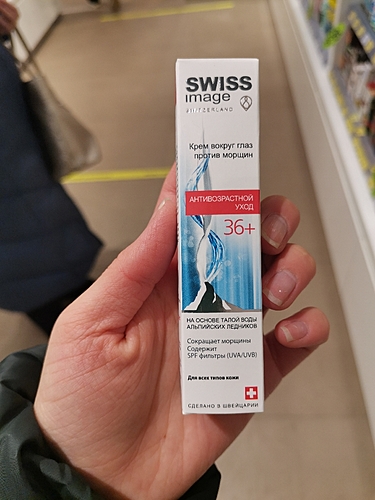 SWISS
image
SWITZERLAND
Крем вокруг глаз
против морщин
АНТИВОЗРАСТНОЙ
УХОД
36+
НА ОСНОВЕ ТАЛОЙ ВОДЫ
АЛЬПИЙСКИХ ЛЕДНИКОВ
Сокращает морщины
Содержит
SPF фильтры (UVA/UVB)
Для всех типов кожи
СДЕЛАНО В ШВЕЙЦАРИИ